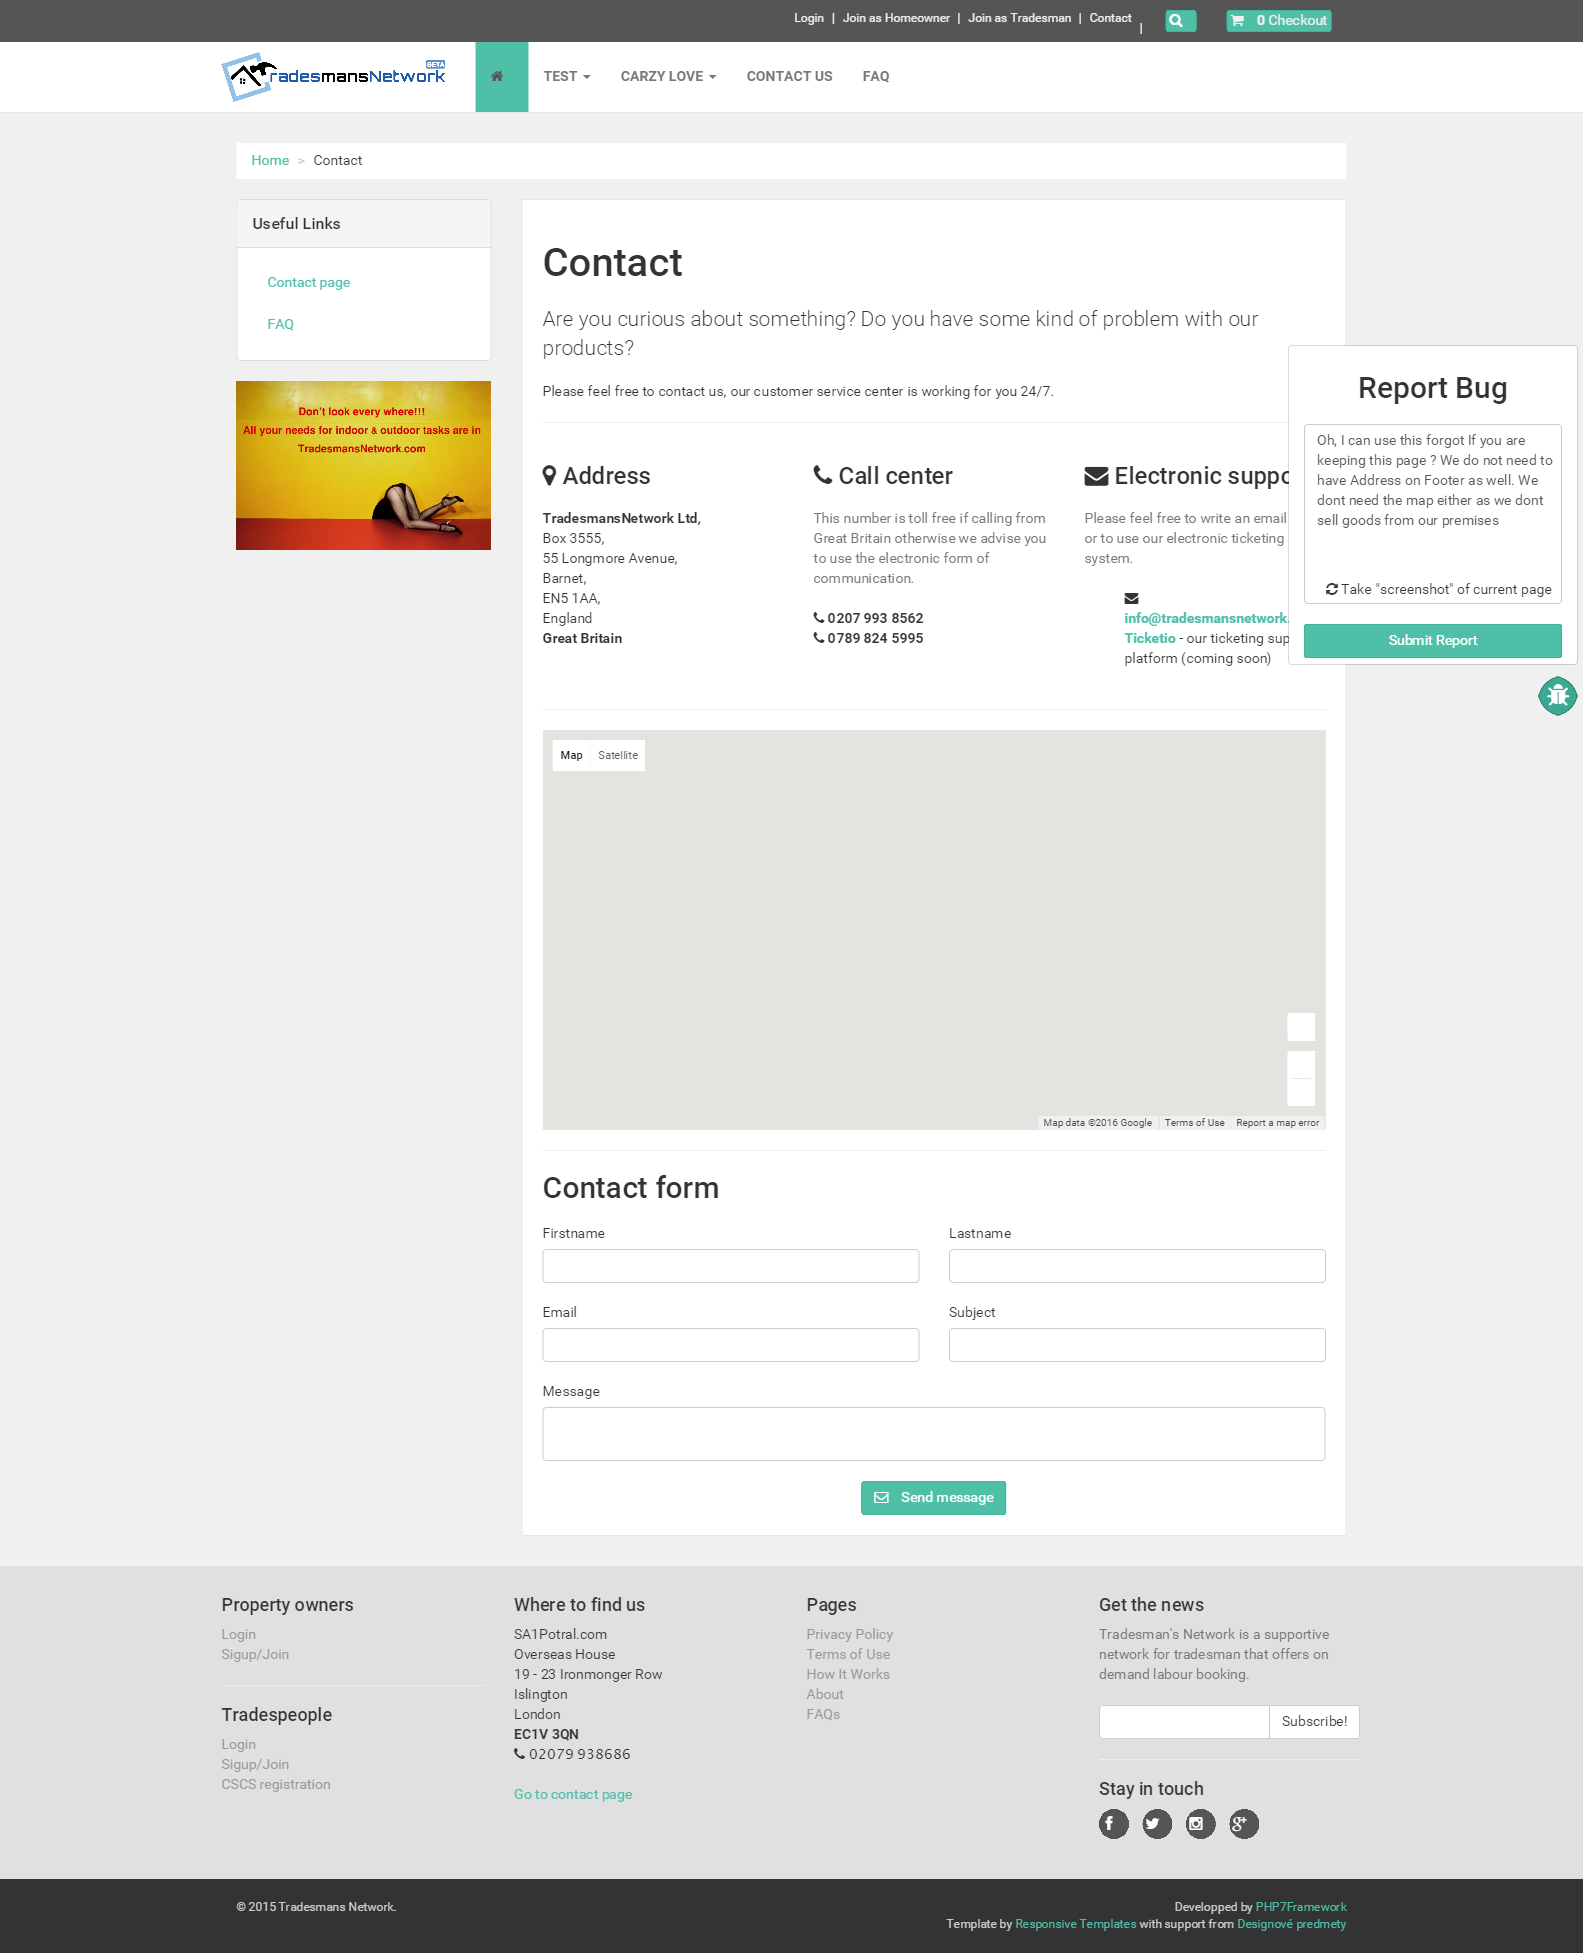 Login | Join as Homeowner | Join as Tradesman | Contact |
0 Checkout
radesmansNetwork BETA
TEST
CARZY LOVE
CONTACT US
FAQ
Home > Contact
Useful Links
Contact page
FAQ
Don't look every where!!!
All your needs for indoor & outdoor tasks are in
TradesmansNetwork.com
Contact
Are you curious about something? Do you have some kind of problem with our
products?
Please feel free to contact us, our customer service center is working for you 24/7.
Address
TradesmansNetwork Ltd,
Box 3555,
55 Longmore Avenue,
Barnet,
EN5 1AA,
England
Great Britain
Call center
This number is toll free if calling from
Great Britain otherwise we advise you
to use the electronic form of
communication.
0207 993 8562
0789 824 5995
Electronic suppo
Please feel free to write an email
or to use our electronic ticketing
system.
info@tradesmansnetwork.
Ticketio - our ticketing sup
platform (coming soon)
Report Bug
Oh, I can use this forgot If you are
keeping this page ? We do not need to
have Address on Footer as well. We
dont need the map either as we dont
sell goods from our premises
Take "screenshot" of current page
Submit Report
Map
Satellite
Map data ©2016 Google
Terms of Use
Report a map error
Contact form
Firstname
Lastname
Email
Subject
Message
Send message
Property owners
Login
Sigup/Join
Tradespeople
Login
Sigup/Join
CSCS registration
Where to find us
SA1Potral.com
Overseas House
19 - 23 Ironmonger Row
Islington
London
EC1V 3QN
02079 938686
Go to contact page
Pages
Privacy Policy
Terms of Use
How It Works
About
FAQs
Get the news
Tradesman's Network is a supportive
network for tradesman that offers on
demand labour booking.
Subscribe!
Stay in touch
© 2015 Tradesmans Network.
Developped by PHP7Framework
Template by Responsive Templates with support from Designové predmety